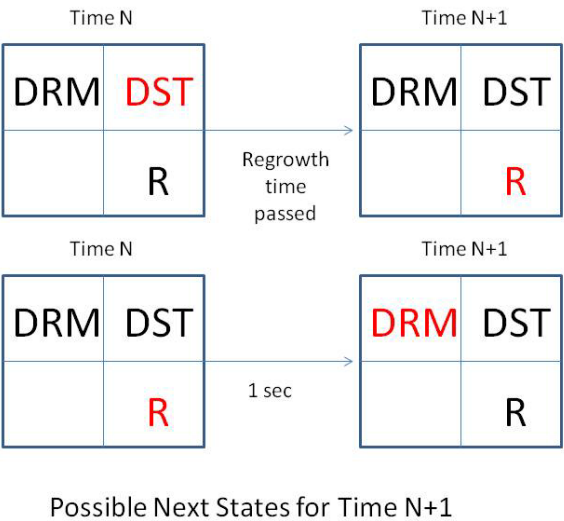 Time N
Time N+1
DRM DST
DRM DST
Regrowth
time
passed
R
R
Time N
Time N+1
DRM DST
DRM DST
1 sec
R
R
Possible Next States for Time N+1